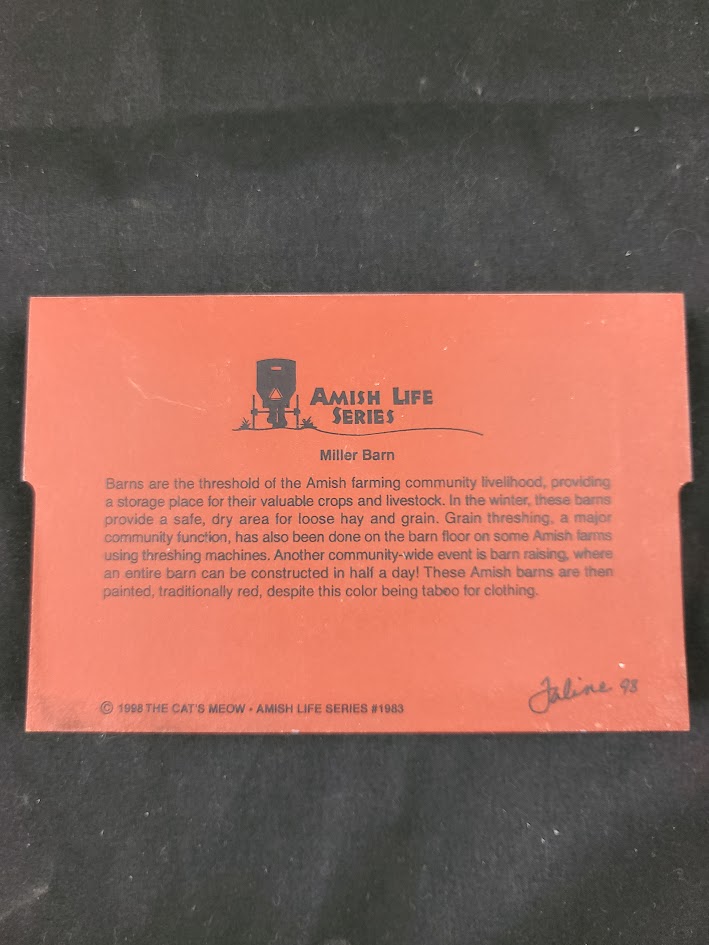 AMISH LIFE
SERIES
Miller Barn
Barns are the threshold of the Amish farming community livelihood, providing
a storage place for their valuable crops and livestock. In the winter, these barns
provide a safe, dry area for loose hay and grain. Grain threshing, a major
community function, has also been done on the barn floor on some Amish farms
using threshing machines. Another community-wide event is barn raising, where
an entire barn can be constructed in half a day! These Amish barns are then
painted, traditionally red, despite this color being taboo for clothing.
Faline 98
© 1998 THE CAT'S MEOW • AMISH LIFE SERIES #1983